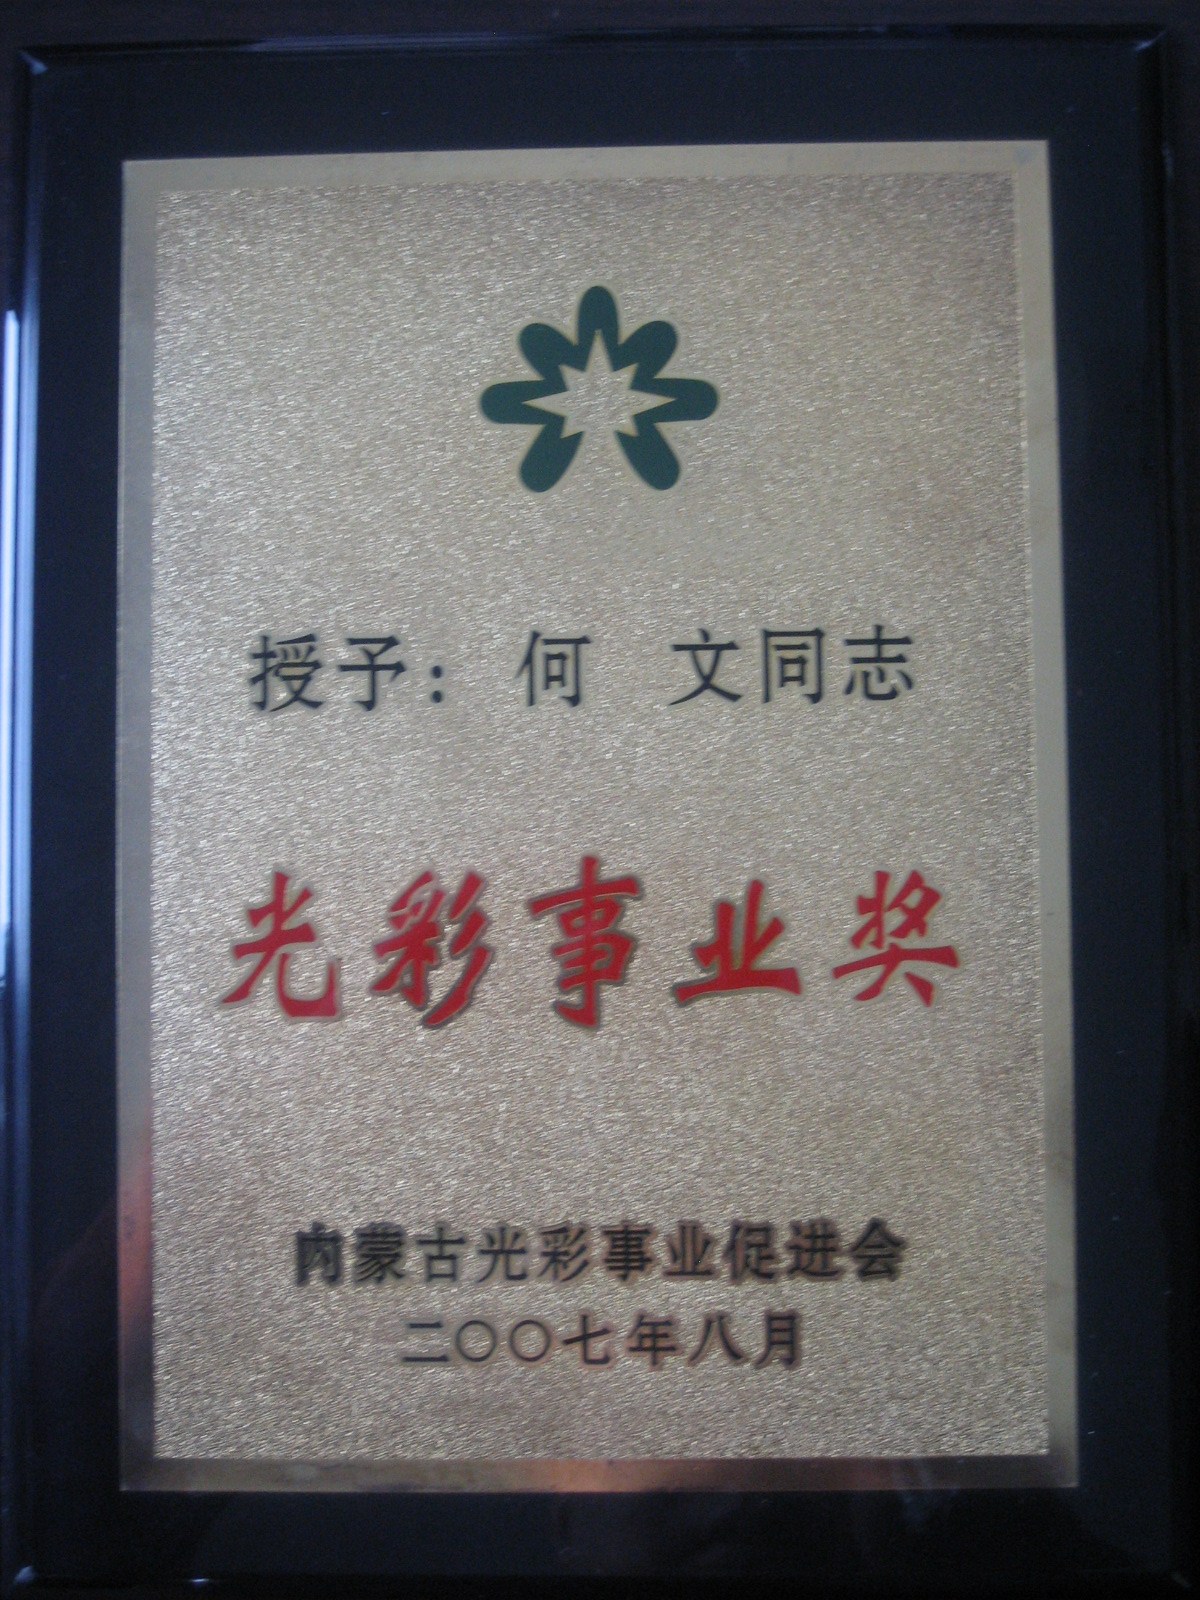 授予：何　文同志
光彩事业奖
内蒙古光彩事业促进会
二〇〇七年八月